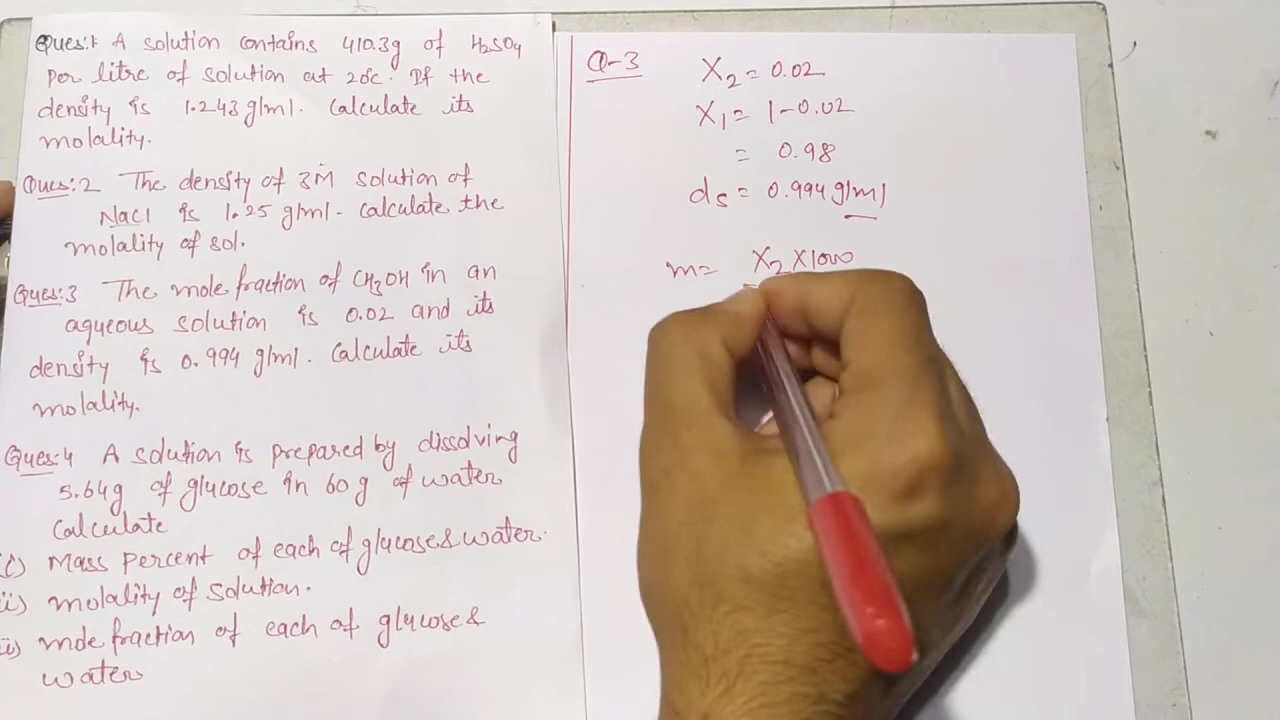 Ques:1 A solution contains 410.3g of H2SO4
per litre of solution at 20c. If the
density is 1.243 g/ml. Calculate its
molality.
Ques:2 The density of 3M solution of
NaCl is 1.25 g/ml. calculate the
molality of sol.
Ques:3 The mole fraction of CH3OH in an
aqueous solution is 0.02 and its
density is 0.994 g/ml. Calculate its
molality.
Ques:4 A solution is prepared by dissolving
5.64g of glucose in 60 g of water
Calculate
i) Mass percent of each of glucose & water.
ii) molality of solution.
ii) mole fraction of each of glucose &
water
Q-3
X2 = 0.02
X1 = 1-0.02
= 0.98
ds = 0.994 g/ml
m= X2 X 1000